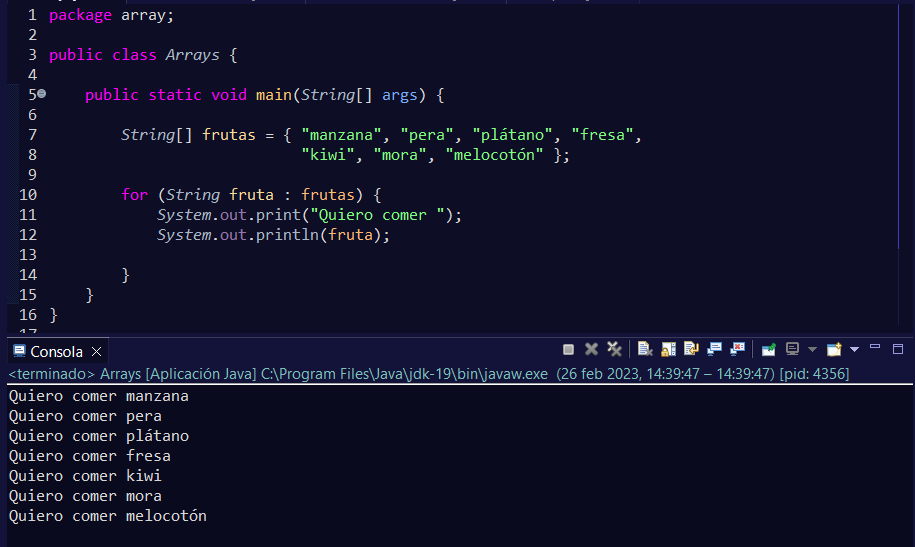 1 package array;
2
3 public class Arrays {
4
5 public static void main(String[] args) {
6
7 String[] frutas = { "manzana", "pera", "plátano", "fresa",
8 "kiwi", "mora", "melocotón" };
9
10 for (String fruta : frutas) {
11 System.out.print("Quiero comer ");
12 System.out.println(fruta);
13
14 }
15 }
16 }
17
Consola
<terminado> Arrays [Aplicación Java] C:\Program Files\Java\jdk-19\bin\javaw.exe (26 feb 2023, 14:39:47 – 14:39:47) [pid: 4356]
Quiero comer manzana
Quiero comer pera
Quiero comer plátano
Quiero comer fresa
Quiero comer kiwi
Quiero comer mora
Quiero comer melocotón